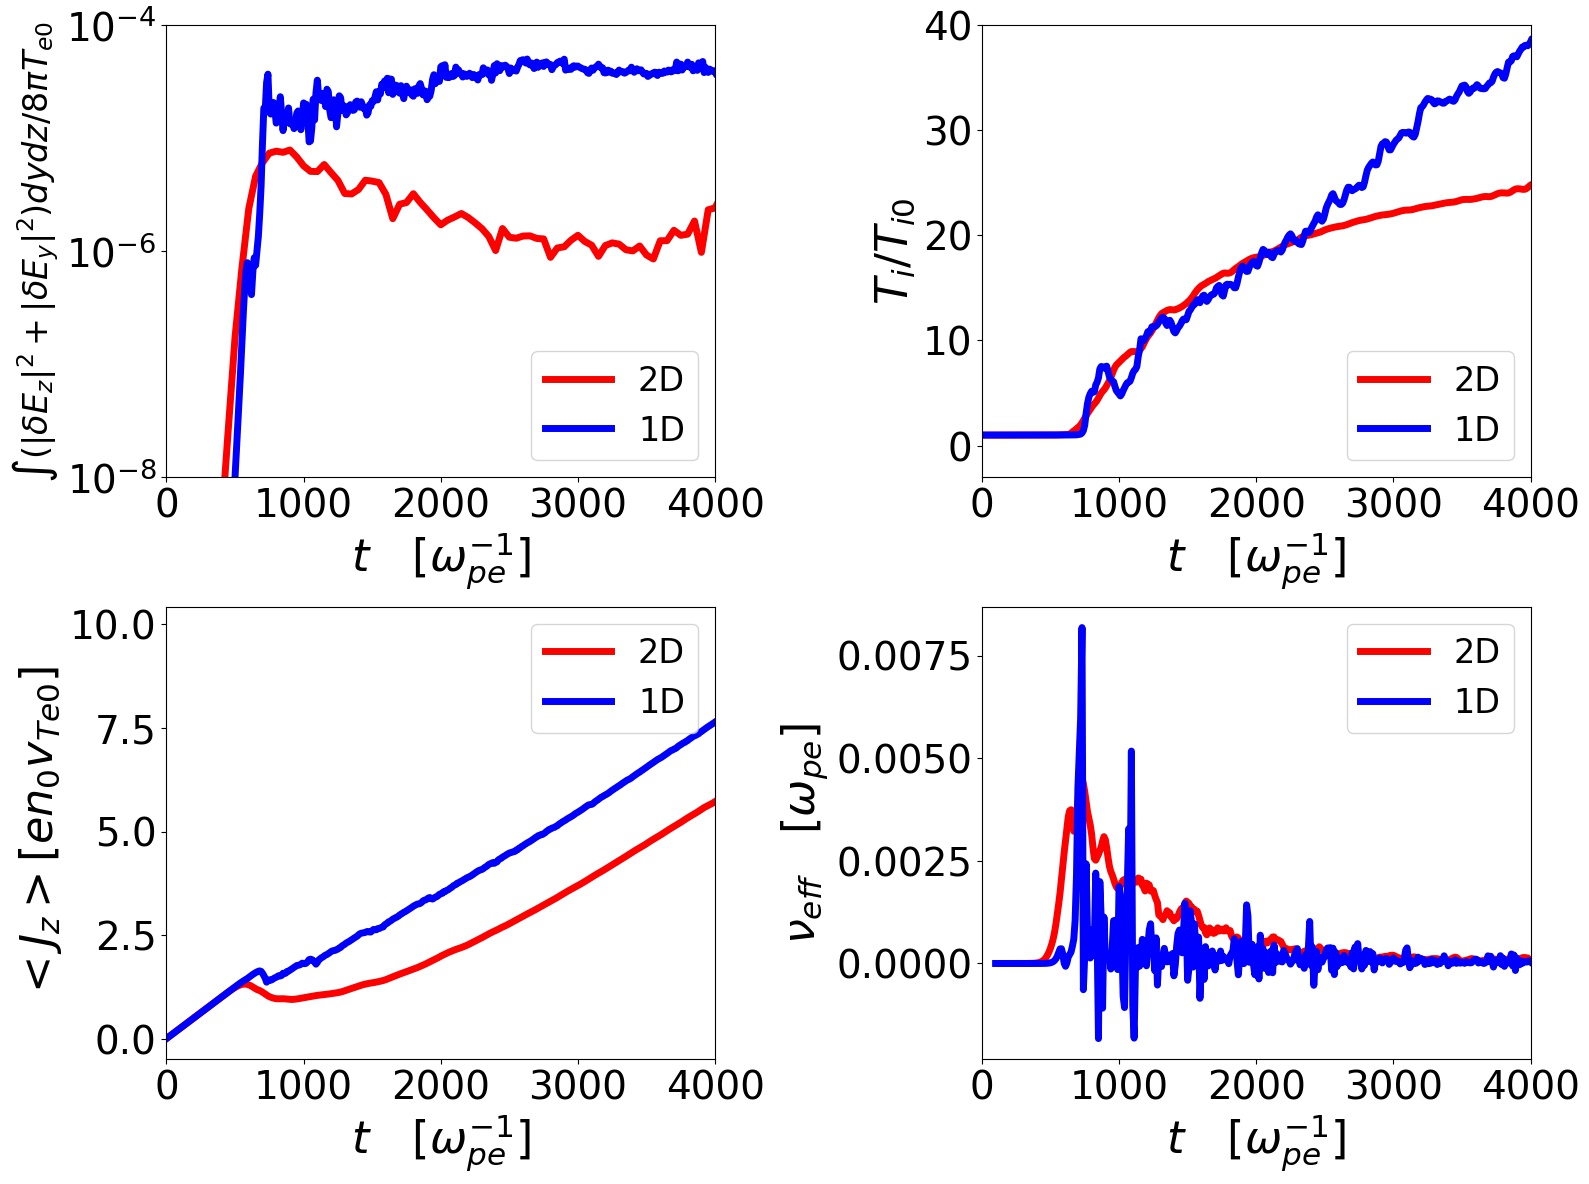 ∫(|δE_z|^2 + |δE_y|^2)dydz/8πT_{e0}
10^{−4}
10^{−6}
10^{−8}
2D
1D
0 1000 2000 3000 4000
t [ω_{pe}^{−1}]
T_i/T_{i0}
40
30
20
10
0
2D
1D
0 1000 2000 3000 4000
t [ω_{pe}^{−1}]
< J_z > [en_0v_{Te0}]
10.0
7.5
5.0
2.5
0.0
2D
1D
0 1000 2000 3000 4000
t [ω_{pe}^{−1}]
ν_{eff} [ω_{pe}]
0.0075
0.0050
0.0025
0.0000
2D
1D
0 1000 2000 3000 4000
t [ω_{pe}^{−1}]